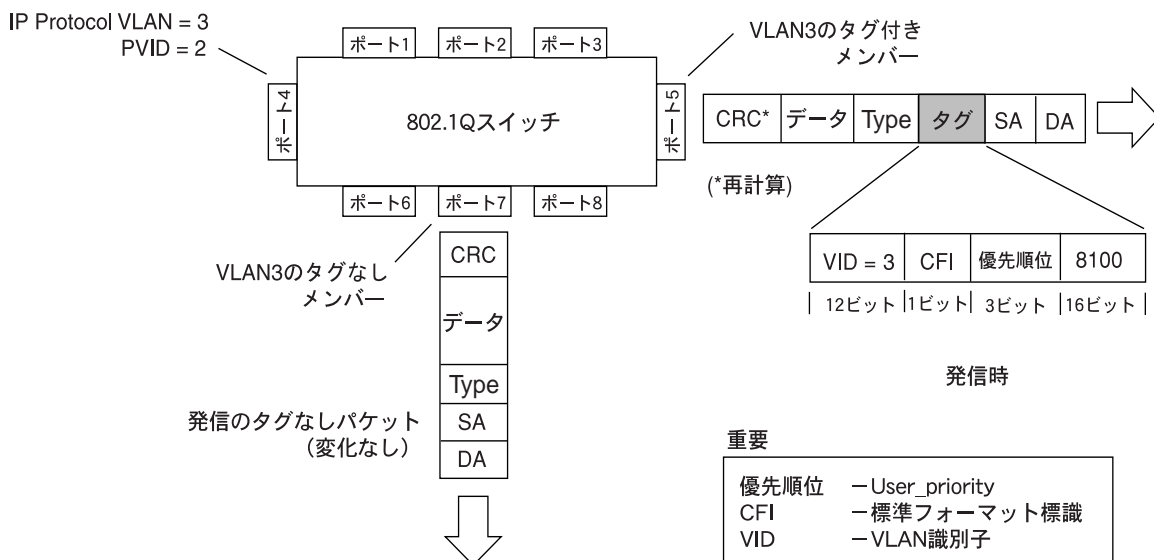 IP Protocol VLAN = 3
PVID = 2
ポート1
ポート2
ポート3
VLAN3のタグ付き
メンバー
ポート4
802.1Qスイッチ
ポート5
CRC*
データ
Type
タグ
SA
DA
(*再計算)
ポート6
ポート7
ポート8
VLAN3のタグなし
メンバー
CRC
データ
Type
SA
DA
発信のタグなしパケット
(変化なし)
VID = 3
CFI
優先順位
8100
12ビット
1ビット
3ビット
16ビット
発信時
重要
優先順位 −User_priority
CFI −標準フォーマット標識
VID −VLAN識別子